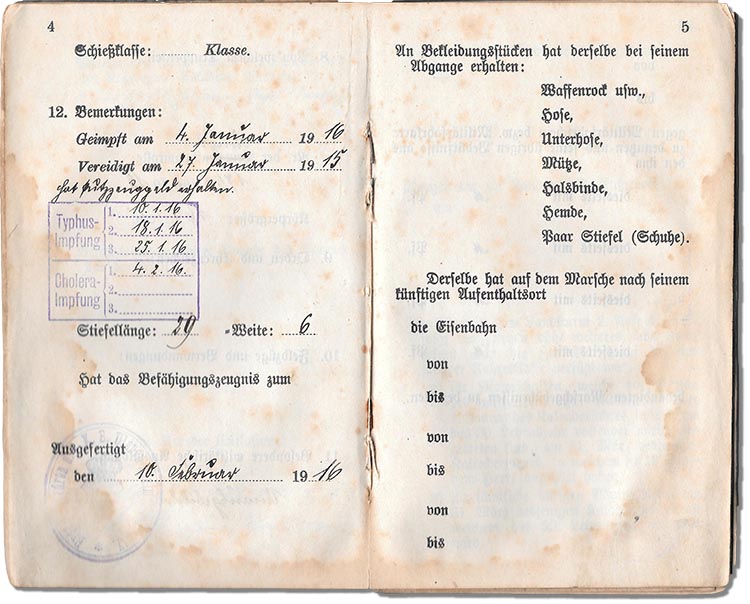 4
Schießklasse: Klasse.
12. Bemerkungen:
Geimpft am 4. Januar 1916
Vereidigt am 27. Januar 1915
hat Putzzeuggeld erhalten.
Typhus-Impfung
1. 10.1.16
2. 18.1.16
3. 25.1.16
Cholera-Impfung
1. 4.2.16.
2.
3.
Stiefellänge: 29 =Weite: 6
Hat das Befähigungszeugnis zum
Ausgefertigt
den 10. Februar 1916
5
An Bekleidungsstücken hat derselbe bei seinem
Abgange erhalten:
Waffenrock usw.,
Hose,
Unterhose,
Mütze,
Halsbinde,
Hemde,
Paar Stiefel (Schuhe).
Derselbe hat auf dem Marsche nach seinem
künftigen Aufenthaltsort
die Eisenbahn
von
bis
von
bis
von
bis